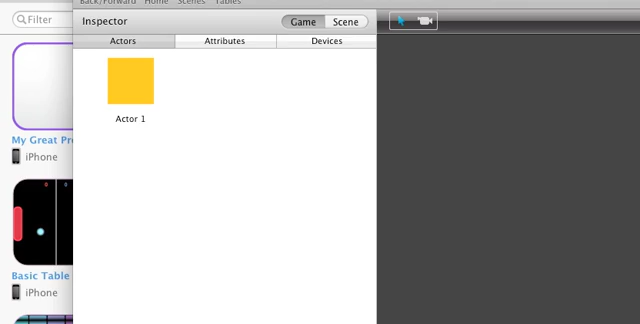 Back/Forward Home Scenes Tables
Inspector
Game Scene
Filter
Actors Attributes Devices
Actor 1
My Great Pr
iPhone
Basic Table
iPhone